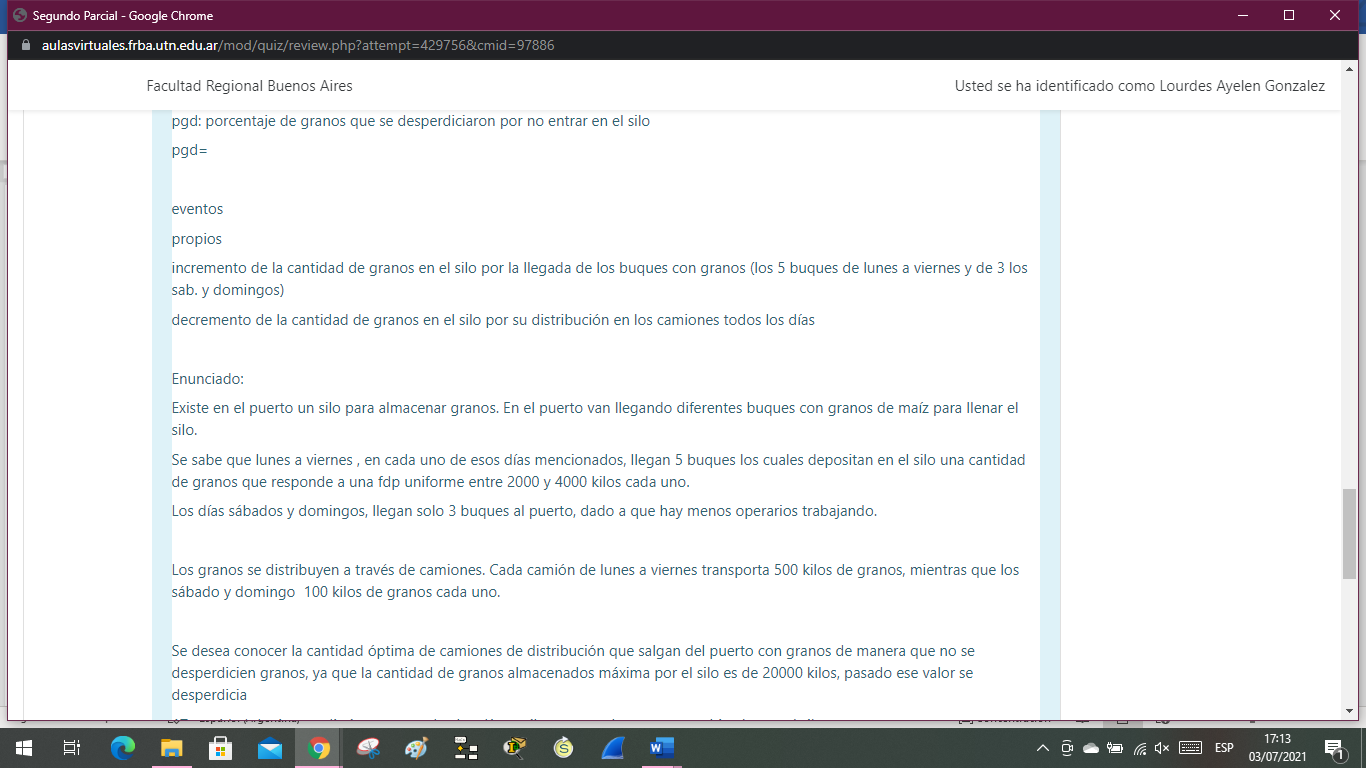 Segundo Parcial - Google Chrome
aulasvirtuales.frba.utn.edu.ar/mod/quiz/review.php?attempt=429756&cmid=97886
Facultad Regional Buenos Aires
Usted se ha identificado como Lourdes Ayelen Gonzalez
pgd: porcentaje de granos que se desperdiciaron por no entrar en el silo
pgd=
eventos
propios
incremento de la cantidad de granos en el silo por la llegada de los buques con granos (los 5 buques de lunes a viernes y de 3 los
sab. y domingos)
decremento de la cantidad de granos en el silo por su distribución en los camiones todos los días
Enunciado:
Existe en el puerto un silo para almacenar granos. En el puerto van llegando diferentes buques con granos de maíz para llenar el
silo.
Se sabe que lunes a viernes , en cada uno de esos días mencionados, llegan 5 buques los cuales depositan en el silo una cantidad
de granos que responde a una fdp uniforme entre 2000 y 4000 kilos cada uno.
Los días sábados y domingos, llegan solo 3 buques al puerto, dado a que hay menos operarios trabajando.
Los granos se distribuyen a través de camiones. Cada camión de lunes a viernes transporta 500 kilos de granos, mientras que los
sábado y domingo 100 kilos de granos cada uno.
Se desea conocer la cantidad óptima de camiones de distribución que salgan del puerto con granos de manera que no se
desperdicien granos, ya que la cantidad de granos almacenados máxima por el silo es de 20000 kilos, pasado ese valor se
desperdicia
ESP
17:13
03/07/2021
1